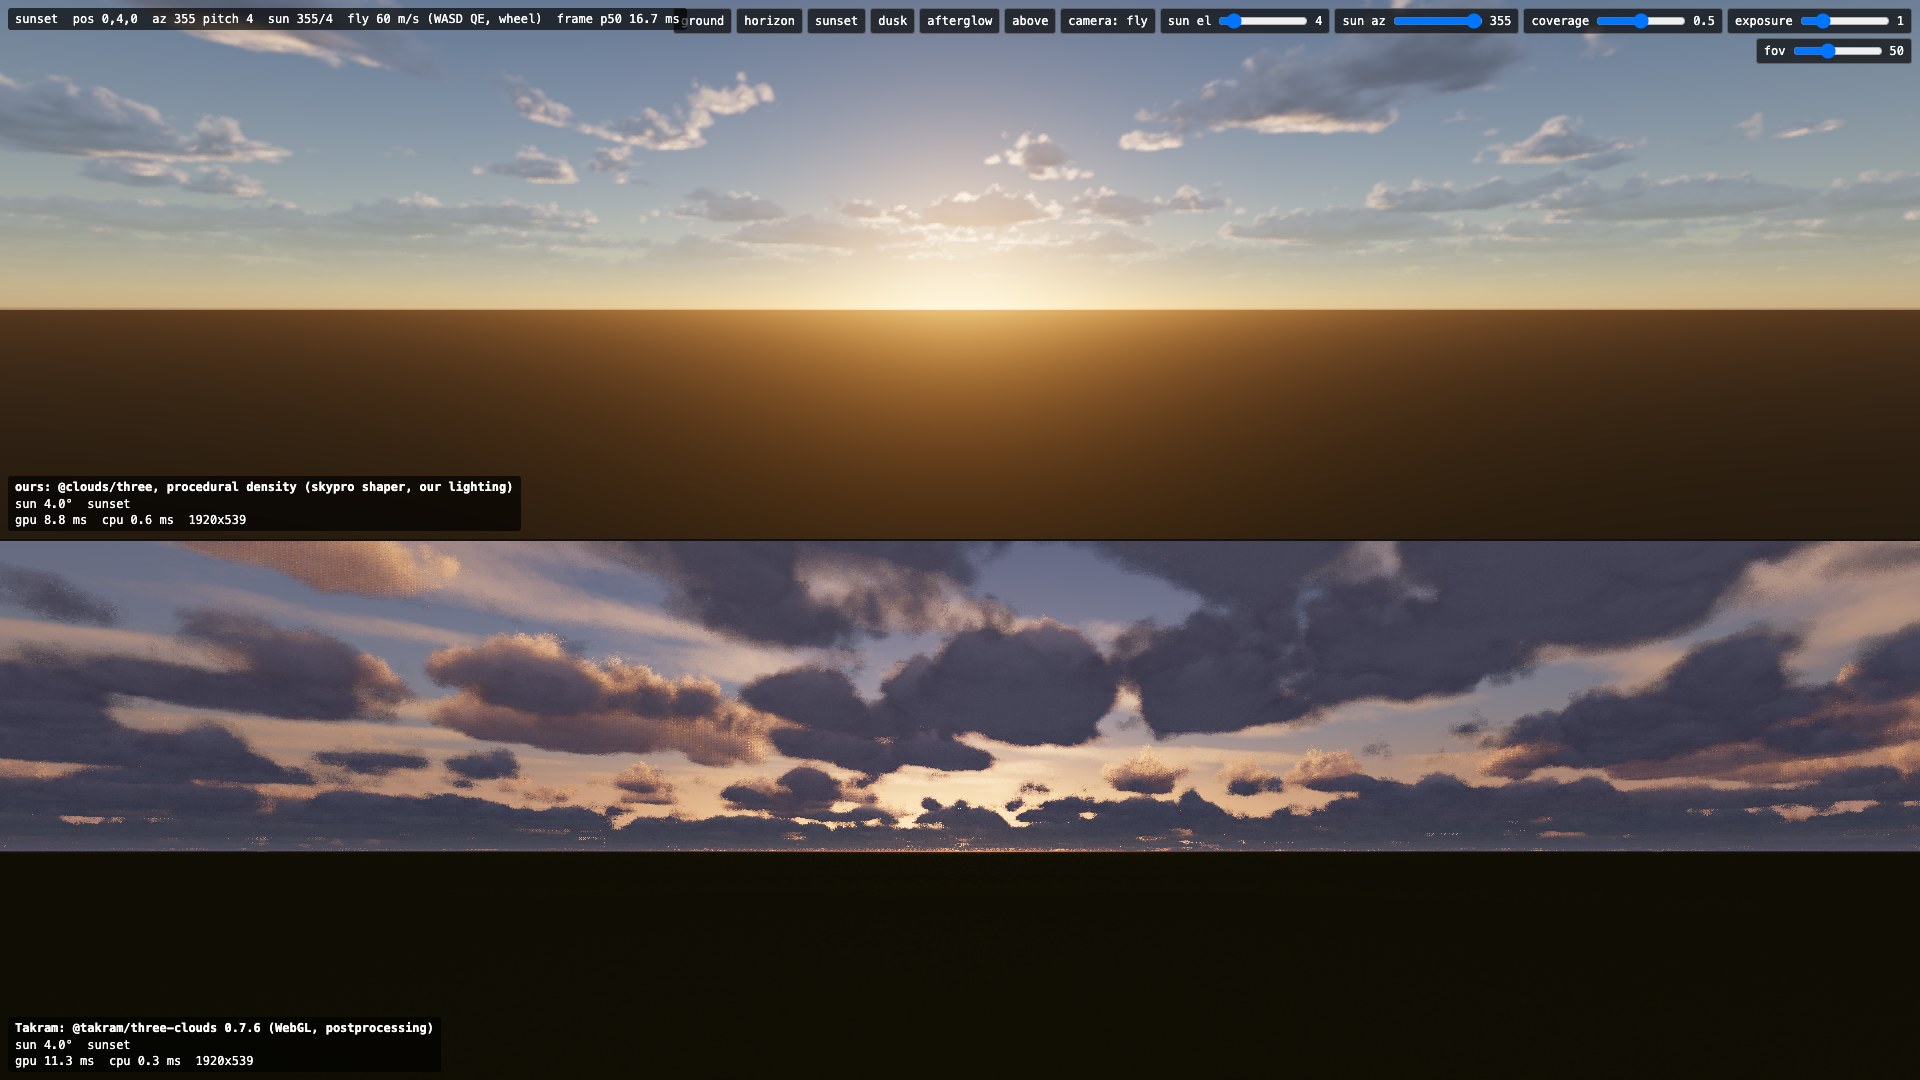 sunset pos 0,4,0 az 355 pitch 4 sun 355/4 fly 60 m/s (WASD QE, wheel) frame p50 16.7 ms
round horizon sunset dusk afterglow above camera: fly sun el 4 sun az 355 coverage 0.5 exposure 1
fov 50
ours: @clouds/three, procedural density (skypro shaper, our lighting)
sun 4.0° sunset
gpu 8.8 ms cpu 0.6 ms 1920x539
Takram: @takram/three-clouds 0.7.6 (WebGL, postprocessing)
sun 4.0° sunset
gpu 11.3 ms cpu 0.3 ms 1920x539